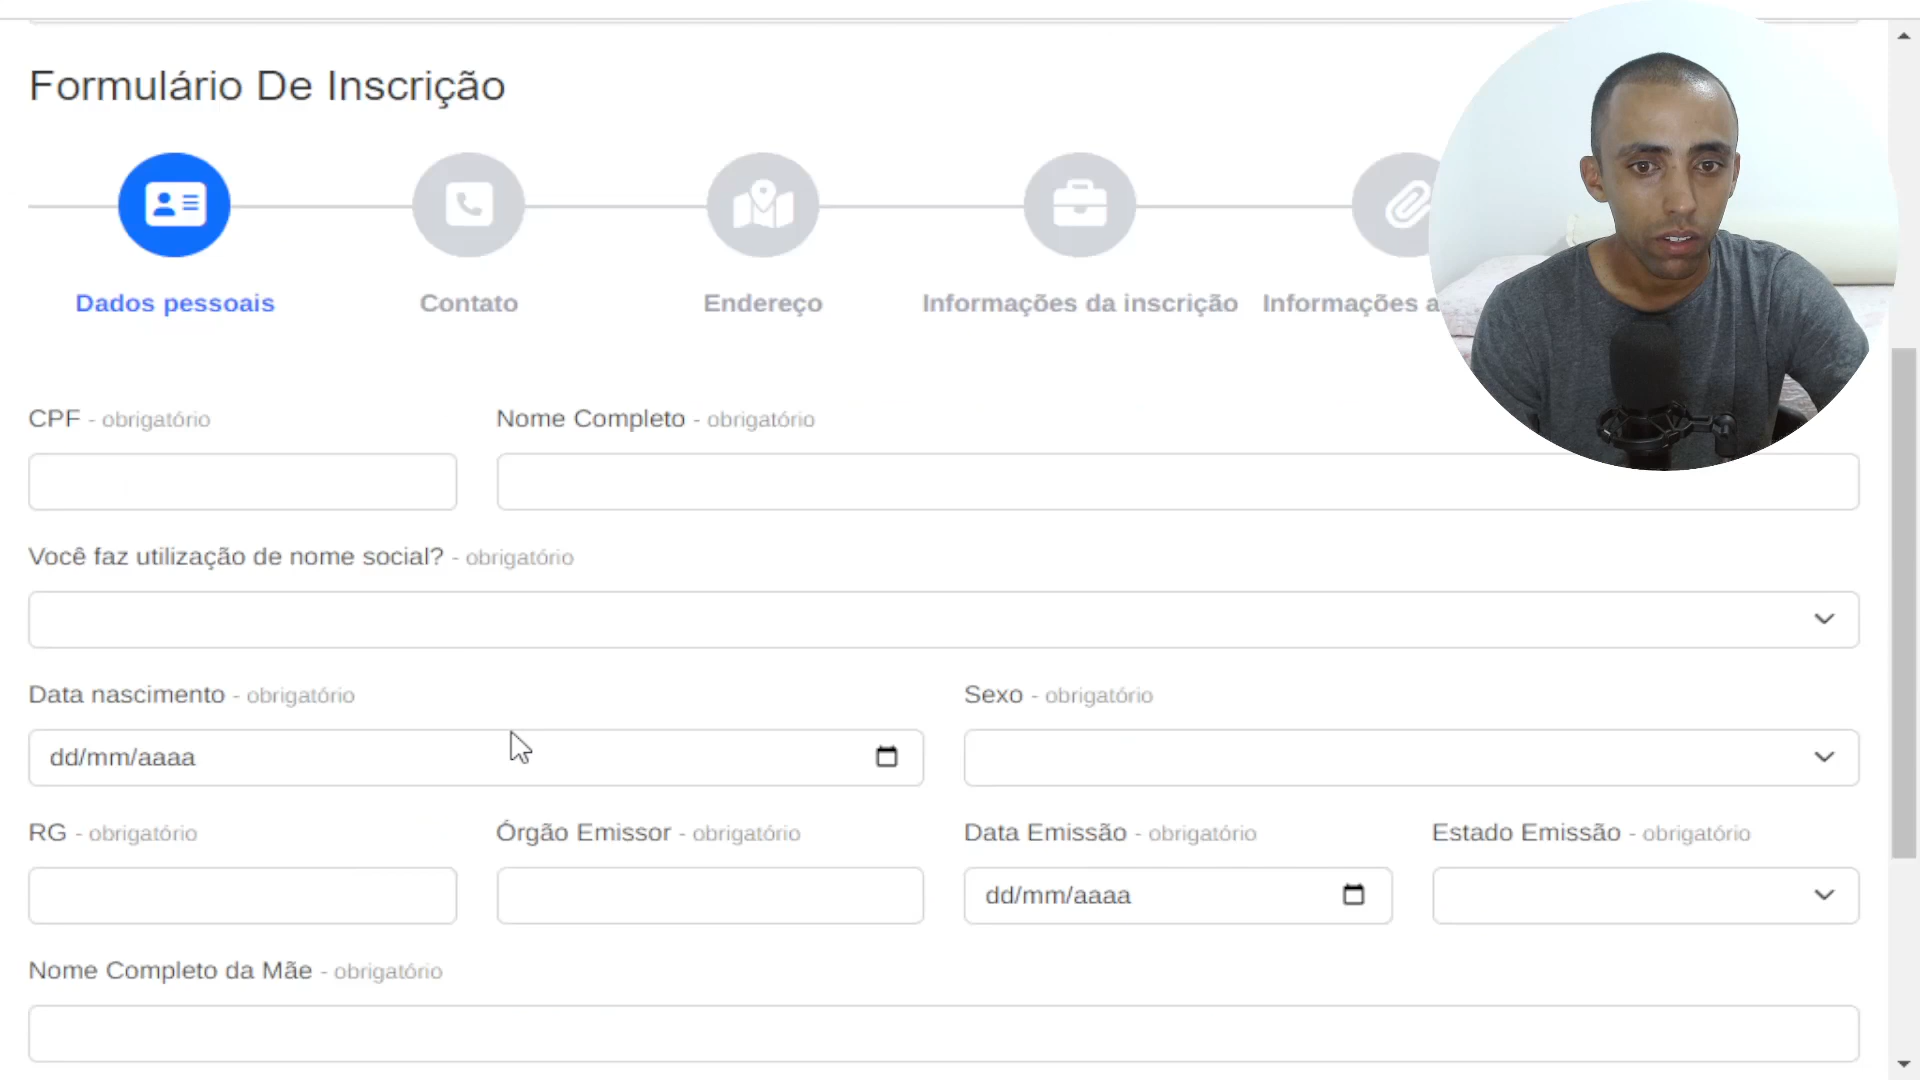 Formulário De Inscrição
Dados pessoais
Contato
Endereço
Informações da inscrição
Informações a
CPF - obrigatório
Nome Completo - obrigatório
Você faz utilização de nome social? - obrigatório
Data nascimento - obrigatório
Sexo - obrigatório
dd/mm/aaaa
RG - obrigatório
Órgão Emissor - obrigatório
Data Emissão - obrigatório
Estado Emissão - obrigatório
dd/mm/aaaa
Nome Completo da Mãe - obrigatório